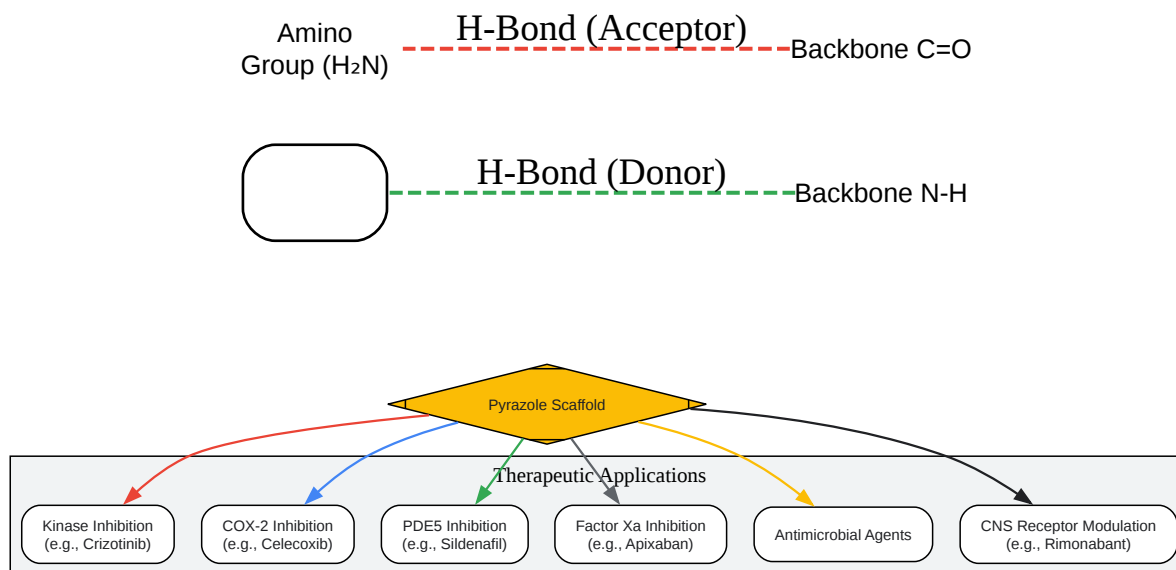 H-Bond (Acceptor)
Amino
Group (H₂N)
Backbone C=O
H-Bond (Donor)
Backbone N-H
Pyrazole Scaffold
Therapeutic Applications
Kinase Inhibition
(e.g., Crizotinib)
COX-2 Inhibition
(e.g., Celecoxib)
PDE5 Inhibition
(e.g., Sildenafil)
Factor Xa Inhibition
(e.g., Apixaban)
Antimicrobial Agents
CNS Receptor Modulation
(e.g., Rimonabant)